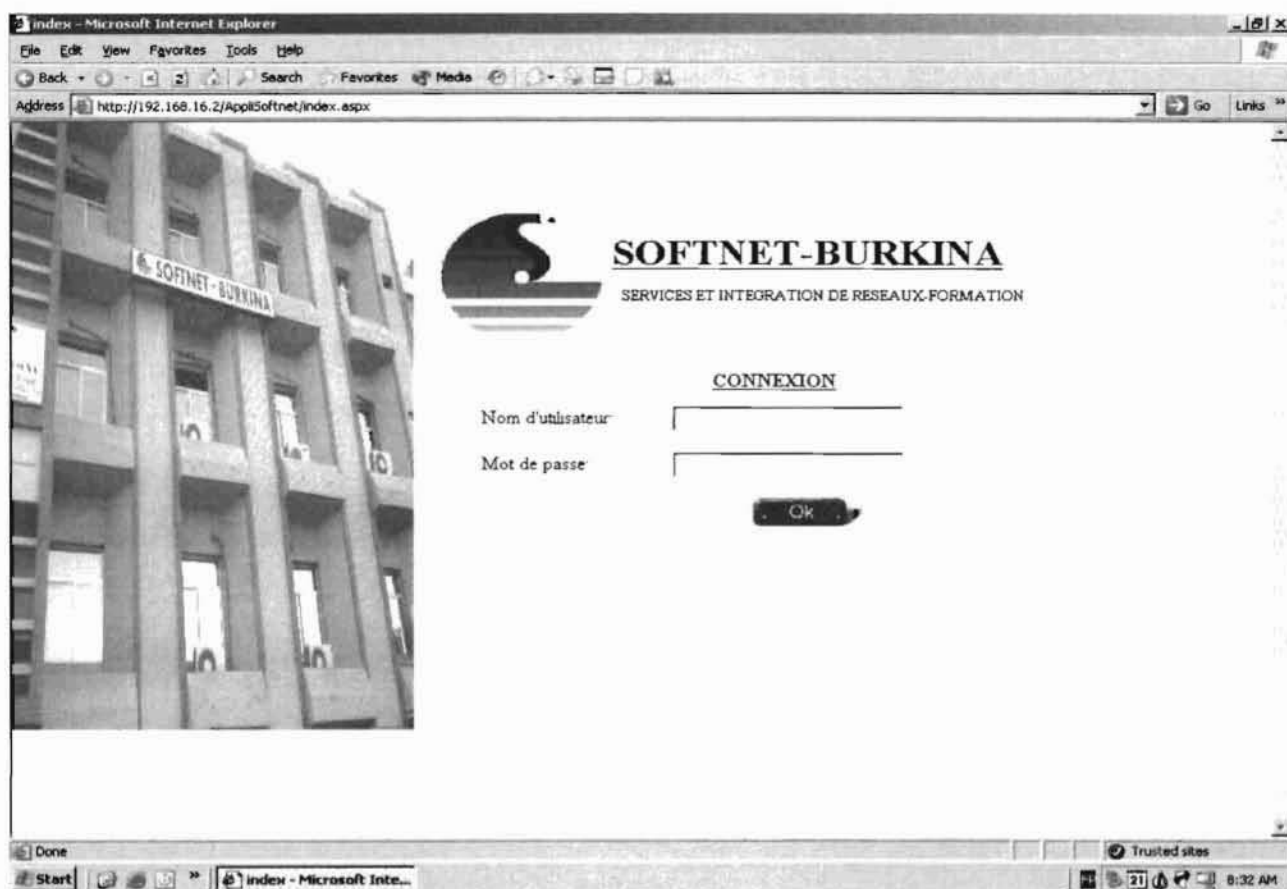 index - Microsoft Internet Explorer
File Edit View Favorites Tools Help
Back Search Favorites Media
Address http://192.168.16.2/AppliSoftnet/index.aspx Go Links »
SOFTNET-BURKINA
SOFTNET-BURKINA
SERVICES ET INTEGRATION DE RESEAUX-FORMATION
CONNEXION
Nom d'utilisateur
Mot de passe
Ok
Done Trusted sites
Start » index - Microsoft Inte... 21 8:32 AM